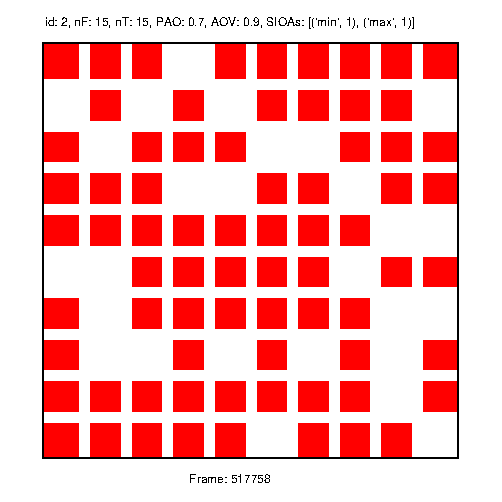 id: 2, nF: 15, nT: 15, PAO: 0.7, AOV: 0.9, SIOAs: [('min', 1), ('max', 1)]
Frame: 517758